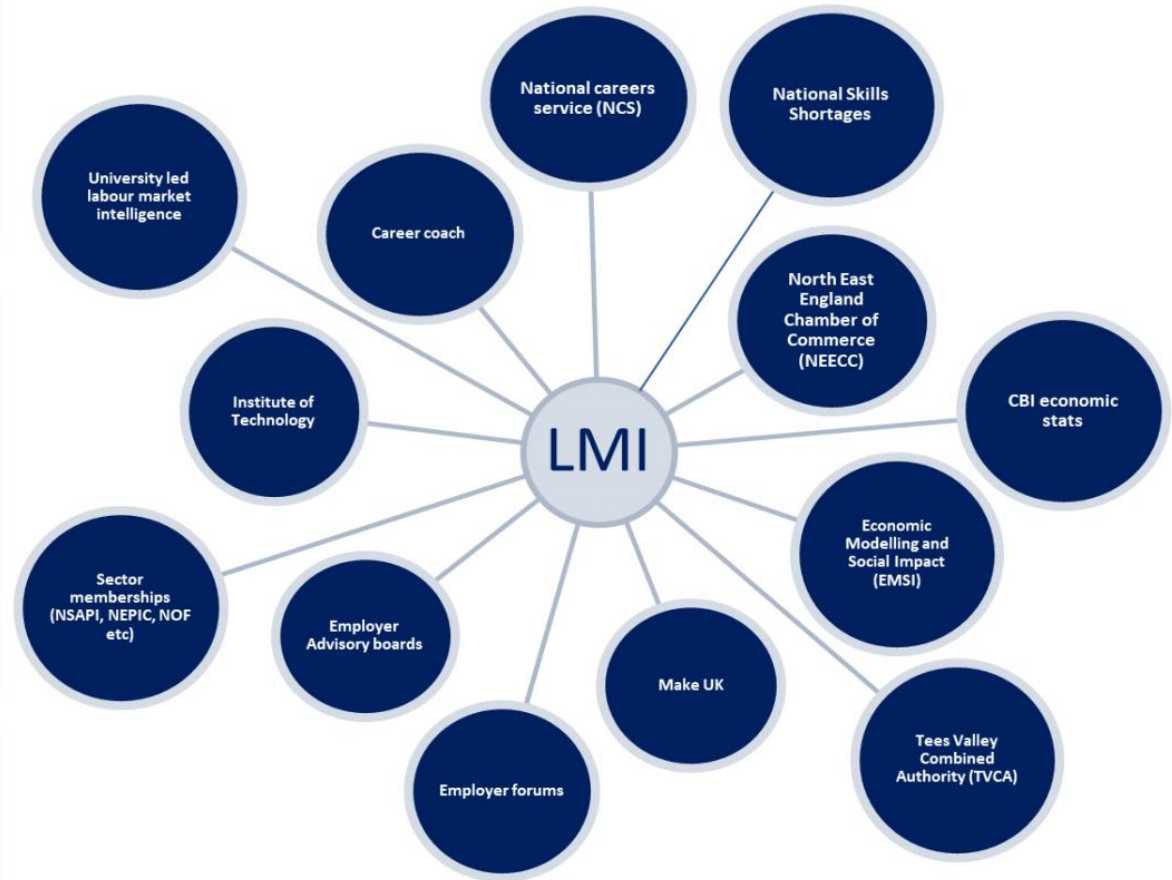 National careers
service (NCS)
National Skills
Shortages
University led
labour market
intelligence
Career coach
North East
England
Chamber of
Commerce
(NEECC)
Institute of
Technology
CBI economic
stats
LMI
Economic
Modelling and
Social Impact
(EMSI)
Sector
memberships
(NSAPI, NEPIC, NOF
etc)
Employer
Advisory boards
Make UK
Tees Valley
Combined
Authority (TVCA)
Employer forums